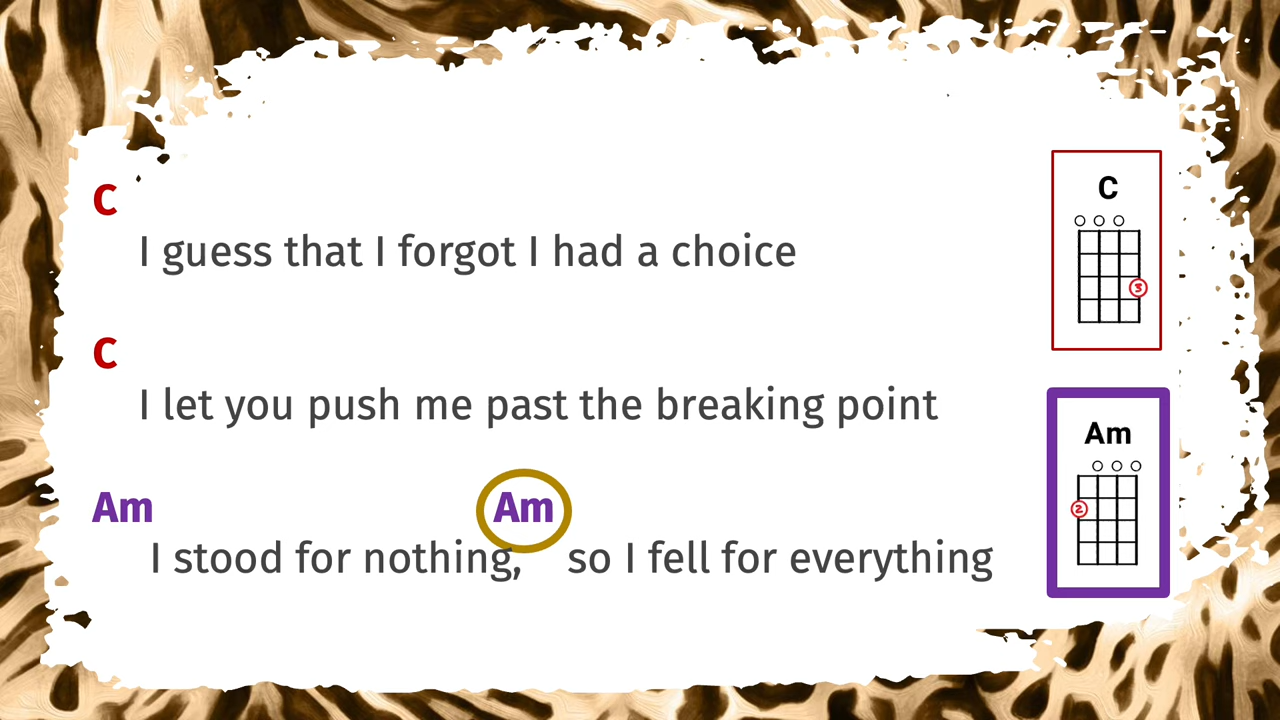 C
I guess that I forgot I had a choice
C
I let you push me past the breaking point
Am Am
I stood for nothing, so I fell for everything
C
3
Am
2